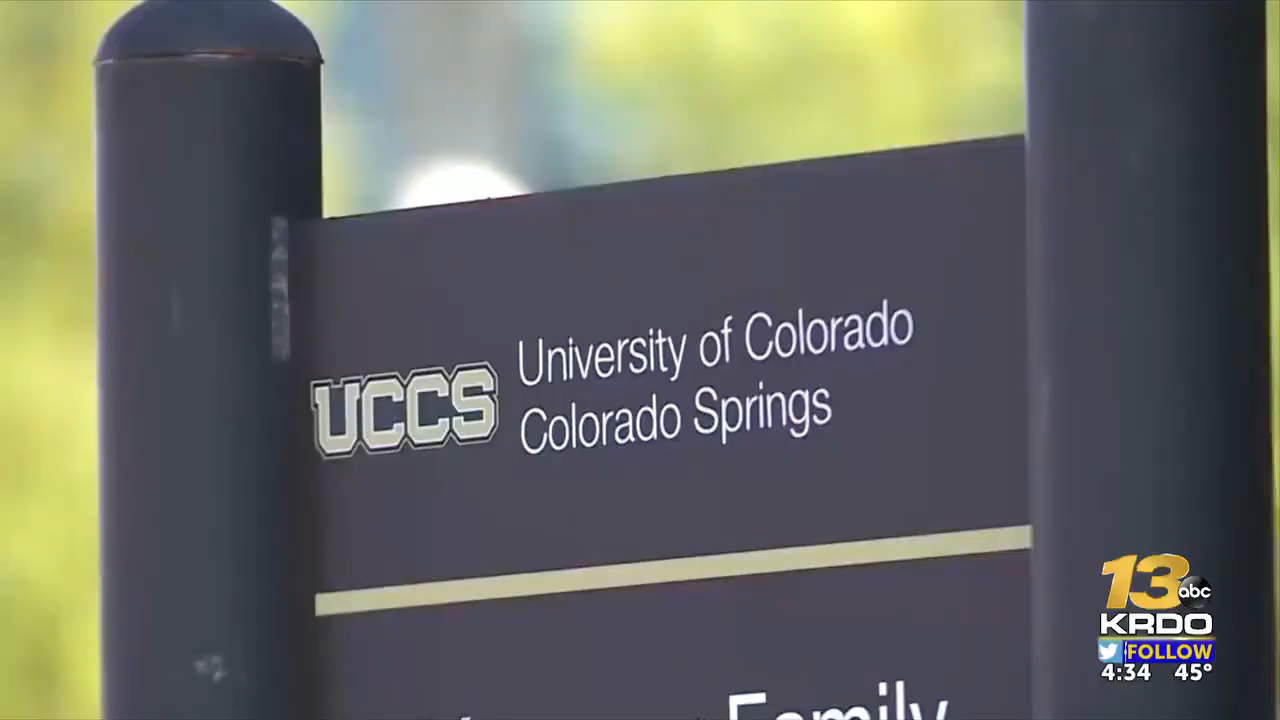 UCCS
University of Colorado
Colorado Springs
Family
13
abc
KRDO
FOLLOW
4:34 45°